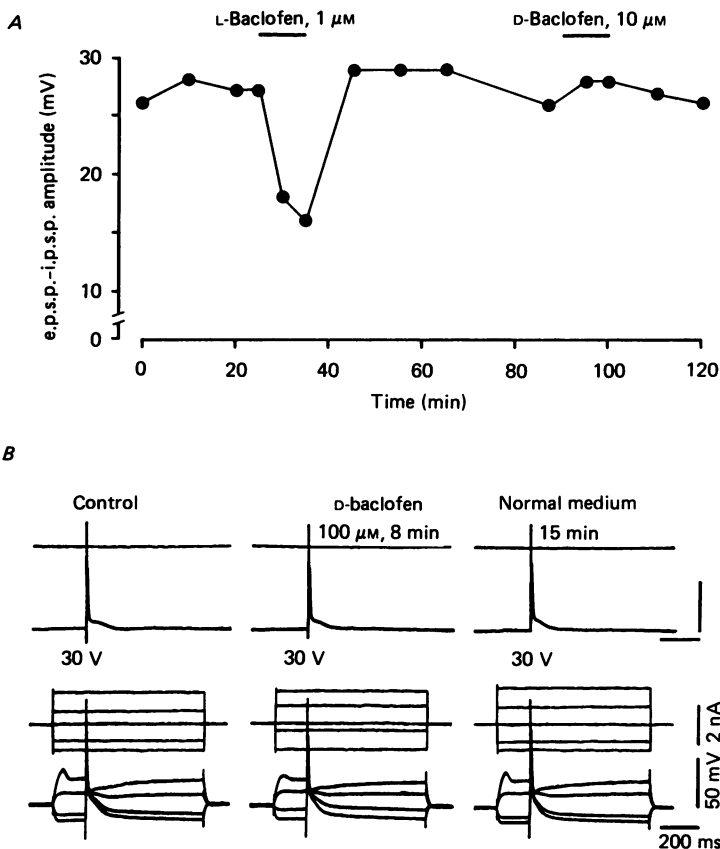 A
L-Baclofen, 1 μM
D-Baclofen, 10 μM
e.p.s.p.-i.p.s.p. amplitude (mV)
30
20
10
0
0
20
40
60
80
100
120
Time (min)
B
Control
D-baclofen
100 μM, 8 min
Normal medium
15 min
30 V
30 V
30 V
2 nA
50 mV
200 ms